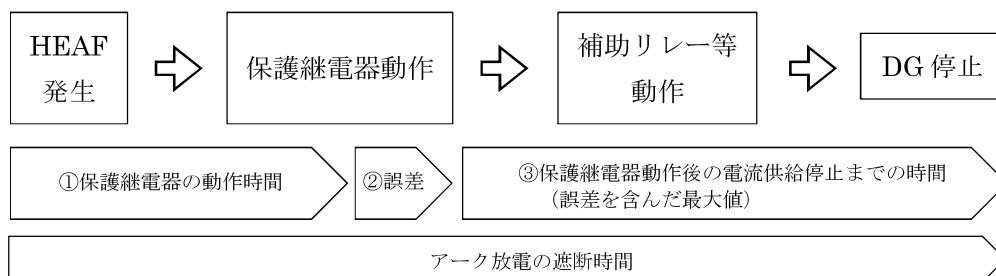 HEAF
発生
保護継電器動作
補助リレー等
動作
DG 停止
①保護継電器の動作時間
②誤差
③保護継電器動作後の電流供給停止までの時間
（誤差を含んだ最大値）
アーク放電の遮断時間